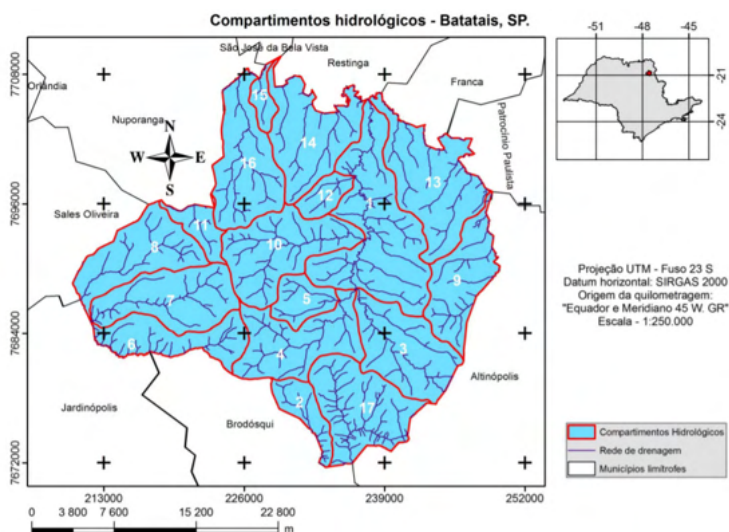 Compartimentos hidrológicos - Batatais, SP.
-51 -48 -45
-21
-24
São José da Bela Vista
Restinga
Franca
Orlândia
Nuporanga
Patrocínio Paulista
Sales Oliveira
Jardinópolis
Brodósqui
Altinópolis
N
W E
S
7708000
7696000
7684000
7672000
15
14
16
13
12
1
11
10
8
9
7
5
6
4
3
2
17
213000 226000 239000 252000
0 3 800 7 600 15 200 22 800
m
Projeção UTM - Fuso 23 S
Datum horizontal: SIRGAS 2000
Origem da quilometragem:
"Equador e Meridiano 45 W. GR"
Escala - 1:250.000
Compartimentos Hidrológicos
Rede de drenagem
Municípios limítrofes